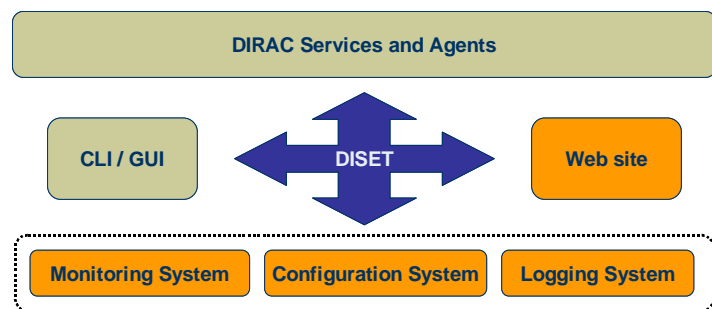 DIRAC Services and Agents
CLI / GUI
DISET
Web site
Monitoring System
Configuration System
Logging System